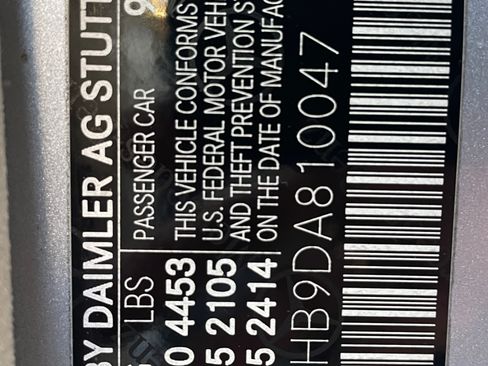 BY DAIMLER AG STUTT
LBS
PASSENGER CAR
0 4453
THIS VEHICLE CONFORMS
5 2105
U.S. FEDERAL MOTOR VEH
5 2414
AND THEFT PREVENTION S
ON THE DATE OF MANUFAC
HB9DA810047